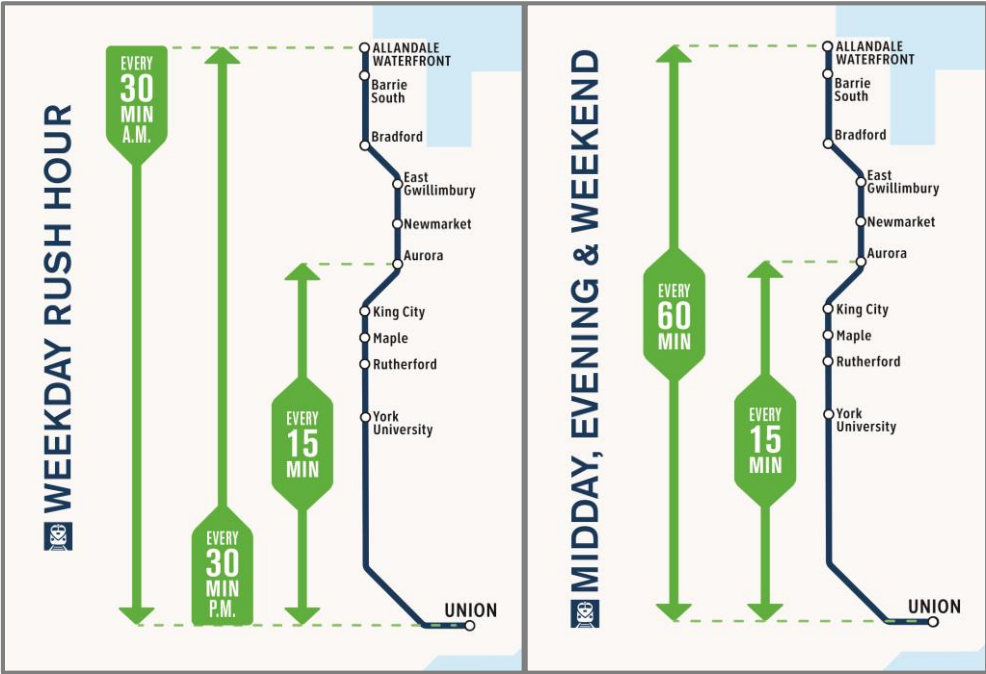 WEEKDAY RUSH HOUR
EVERY
30
MIN
A.M.
EVERY
30
MIN
P.M.
EVERY
15
MIN
ALLANDALE
WATERFRONT
Barrie
South
Bradford
East
Gwillimbury
Newmarket
Aurora
King City
Maple
Rutherford
York
University
UNION
MIDDAY, EVENING & WEEKEND
EVERY
60
MIN
EVERY
15
MIN
ALLANDALE
WATERFRONT
Barrie
South
Bradford
East
Gwillimbury
Newmarket
Aurora
King City
Maple
Rutherford
York
University
UNION